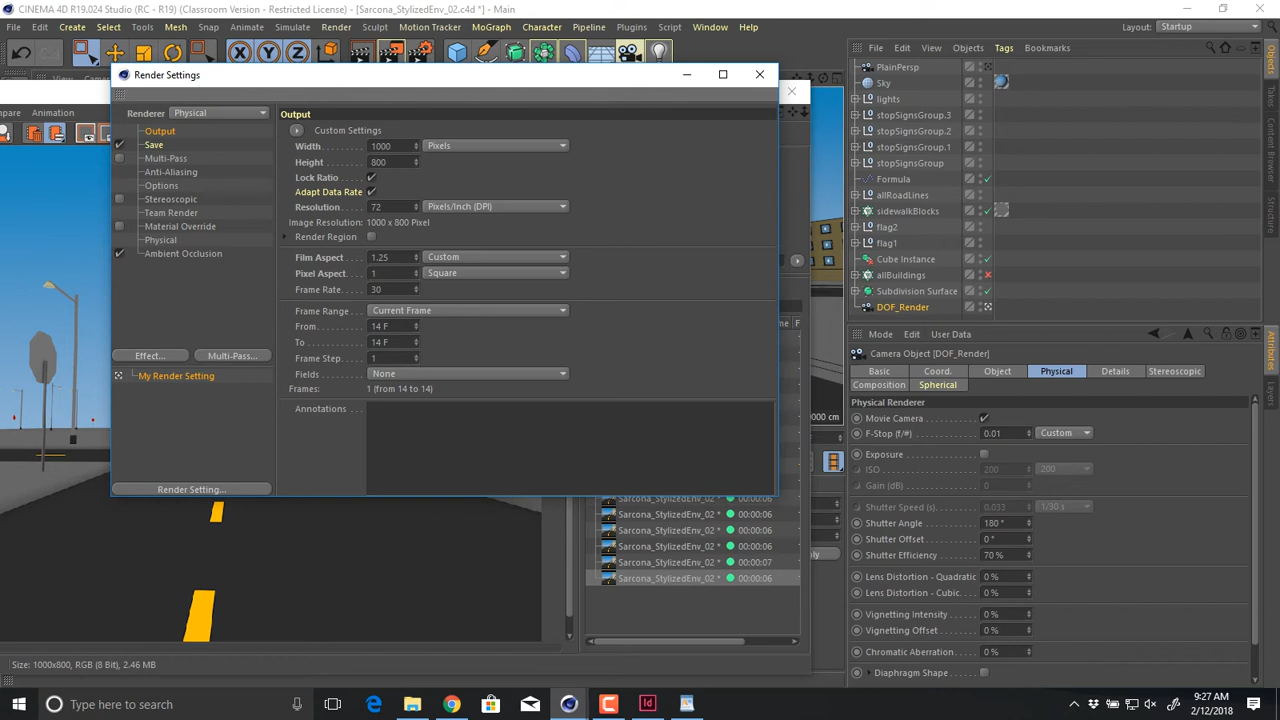 CINEMA 4D R19.024 Studio (RC - R19) (Classroom Version - Restricted License) - [Sarcona_StylizedEnv_02.c4d *] - Main
File Edit Create Select Tools Mesh Snap Animate Simulate Render Motion Tracker MoGraph Character Pipeline Plugins Script Window Help
Layout: Startup
File Edit View Objects Tags Bookmarks
Render Settings
Animation
Renderer Physical
Output
Save
Multi-Pass
Anti-Aliasing
Options
Stereoscopic
Team Render
Material Override
Physical
Ambient Occlusion
Effect... Multi-Pass...
My Render Setting
Render Setting...
Output
Custom Settings
Width 1000 Pixels
Height 800
Lock Ratio
Adapt Data Rate
Resolution 72 Pixels/Inch (DPI)
Image Resolution: 1000 x 800 Pixel
Render Region
Film Aspect 1.25 Custom
Pixel Aspect 1 Square
Frame Rate 30
Frame Range Current Frame
From 14 F
To 14 F
Frame Step 1
Fields None
Frames: 1 (from 14 to 14)
Annotations
Sarcona_StylizedEnv_02 * 00:00:06
Sarcona_StylizedEnv_02 * 00:00:06
Sarcona_StylizedEnv_02 * 00:00:06
Sarcona_StylizedEnv_02 * 00:00:06
Sarcona_StylizedEnv_02 * 00:00:07
Sarcona_StylizedEnv_02 * 00:00:06
Size: 1000x800, RGB (8 Bit), 2.46 MB
PlainPersp
Sky
lights
stopSignsGroup.3
stopSignsGroup.2
stopSignsGroup.1
stopSignsGroup
Formula
allRoadLines
sidewalkBlocks
flag2
flag1
Cube Instance
allBuildings
Subdivision Surface
DOF_Render
Objects
Takes
Content Browser
Structure
Mode Edit User Data
Camera Object [DOF_Render]
Basic Coord. Object Physical Details Stereoscopic
Composition Spherical
Physical Renderer
Movie Camera
F-Stop (f/#) 0.01 Custom
Exposure
ISO 200 200
Gain (dB) 0
Shutter Speed (s) 0.033 1/30 s
Shutter Angle 180 °
Shutter Offset 0 °
Shutter Efficiency 70 %
Lens Distortion - Quadratic 0 %
Lens Distortion - Cubic 0 %
Vignetting Intensity 0 %
Vignetting Offset 0 %
Chromatic Aberration 0 %
Diaphragm Shape
Attributes
Layers
Type here to search
9:27 AM
2/12/2018